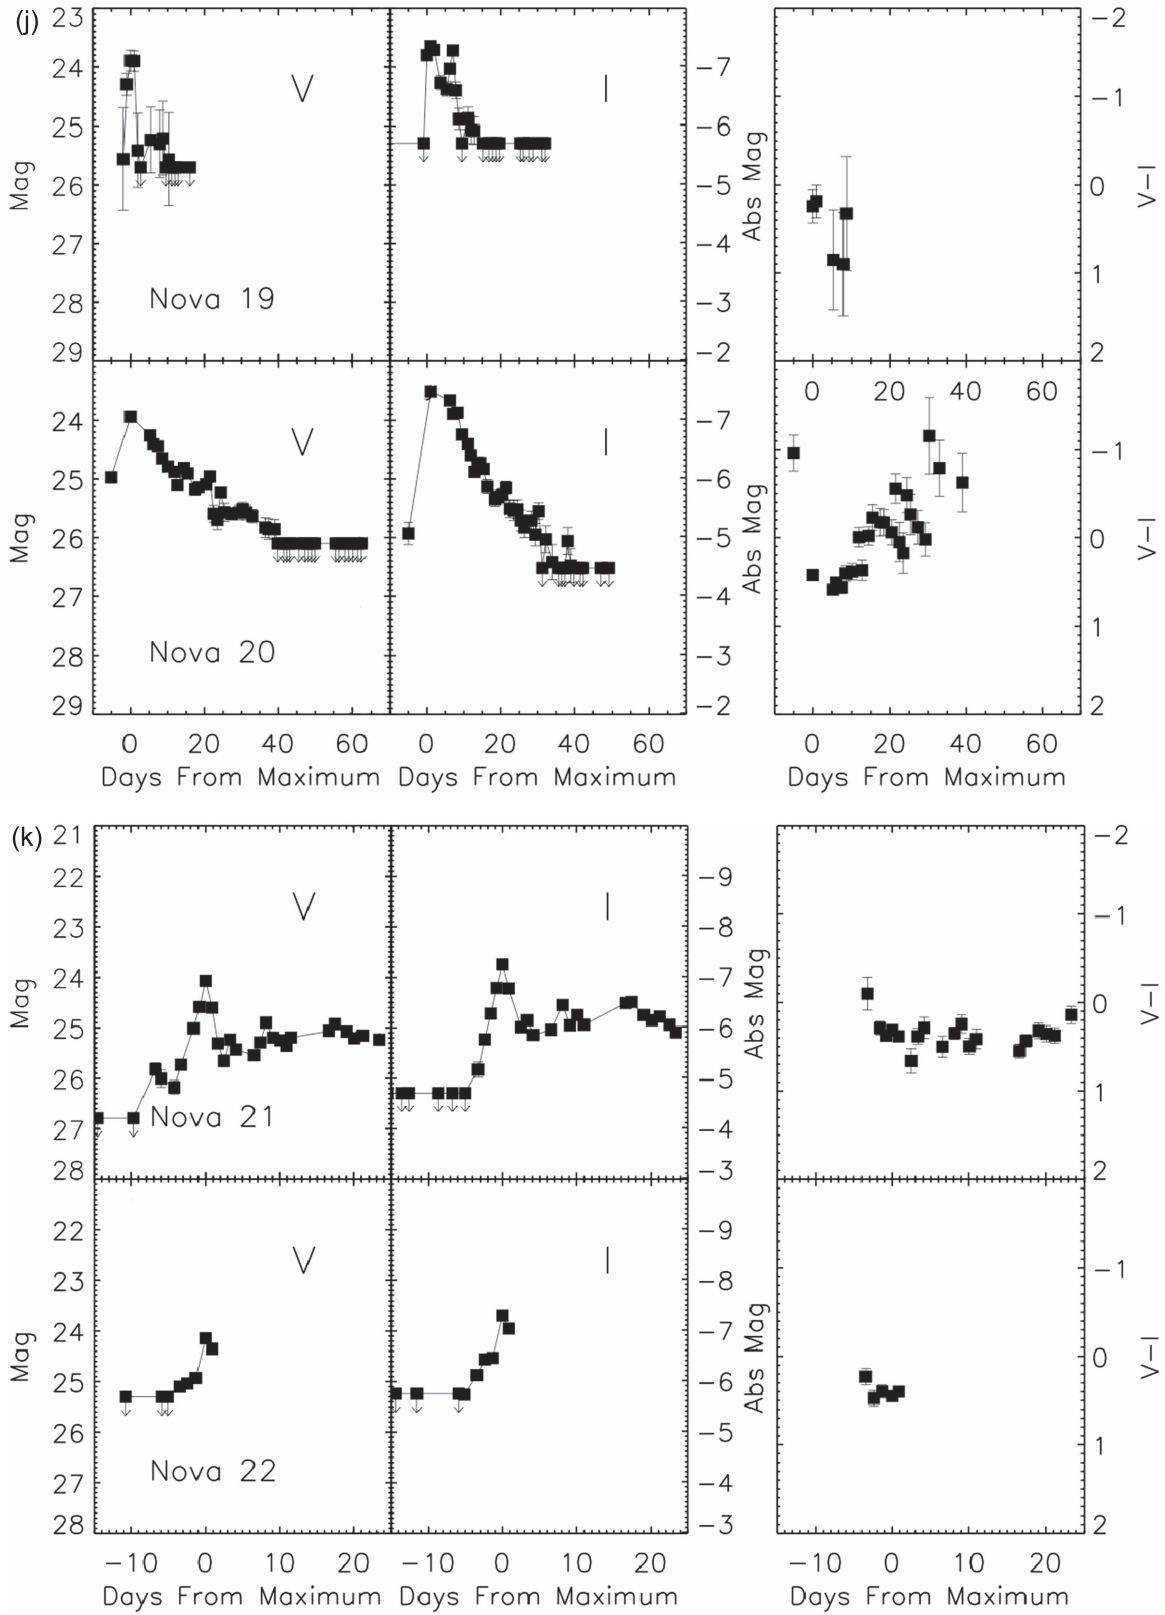 (j)
23
24
25
26
27
28
29
Mag
V
Nova 19
I
−7
−6
−5
−4
−3
−2
Abs Mag
−2
−1
0
1
2
V−I
0 20 40 60
24
25
26
27
28
29
Mag
V
Nova 20
I
−7
−6
−5
−4
−3
−2
Abs Mag
−1
0
1
2
V−I
0 20 40 60 0 20 40 60 0 20 40 60
Days From Maximum Days From Maximum Days From Maximum
(k)
21
22
23
24
25
26
27
28
Mag
V
Nova 21
I
−9
−8
−7
−6
−5
−4
−3
Abs Mag
−2
−1
0
1
2
V−I
22
23
24
25
26
27
28
Mag
V
Nova 22
I
−9
−8
−7
−6
−5
−4
−3
Abs Mag
−1
0
1
2
V−I
−10 0 10 20 −10 0 10 20 −10 0 10 20
Days From Maximum Days From Maximum Days From Maximum